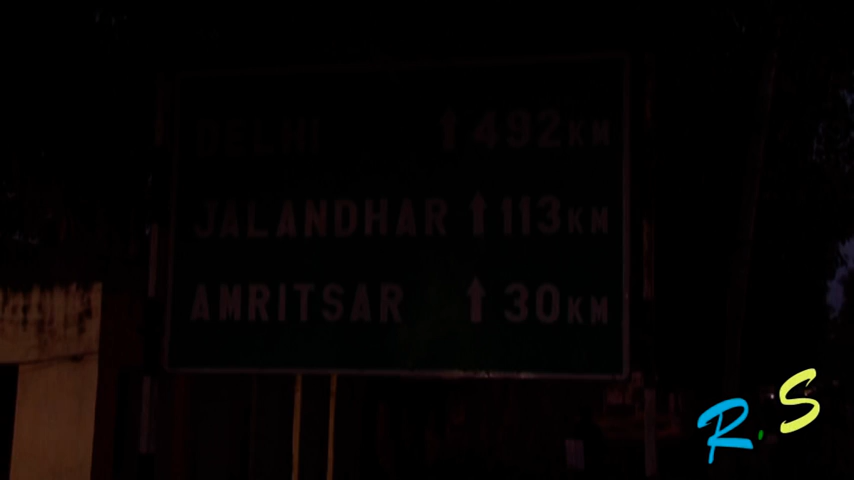 DELHI ↑ 492 KM
JALANDHAR ↑ 113 KM
AMRITSAR ↑ 30 KM
R.S